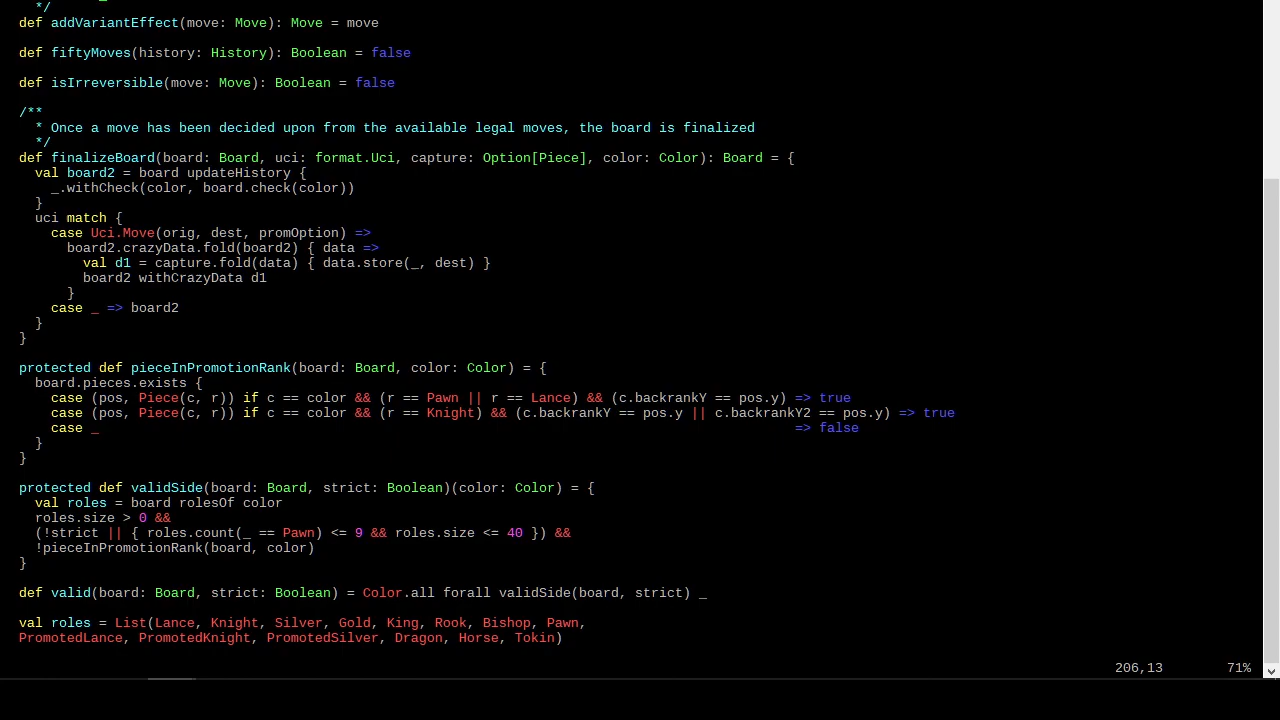 */
def addVariantEffect(move: Move): Move = move
def fiftyMoves(history: History): Boolean = false
def isIrreversible(move: Move): Boolean = false
/**
* Once a move has been decided upon from the available legal moves, the board is finalized
*/
def finalizeBoard(board: Board, uci: format.Uci, capture: Option[Piece], color: Color): Board = {
val board2 = board updateHistory {
_.withCheck(color, board.check(color))
}
uci match {
case Uci.Move(orig, dest, promOption) =>
board2.crazyData.fold(board2) { data =>
val d1 = capture.fold(data) { data.store(_, dest) }
board2 withCrazyData d1
}
case _ => board2
}
}
protected def pieceInPromotionRank(board: Board, color: Color) = {
board.pieces.exists {
case (pos, Piece(c, r)) if c == color && (r == Pawn || r == Lance) && (c.backrankY == pos.y) => true
case (pos, Piece(c, r)) if c == color && (r == Knight) && (c.backrankY == pos.y || c.backrankY2 == pos.y) => true
case _ => false
}
}
protected def validSide(board: Board, strict: Boolean)(color: Color) = {
val roles = board rolesOf color
roles.size > 0 &&
(!strict || { roles.count(_ == Pawn) <= 9 && roles.size <= 40 }) &&
!pieceInPromotionRank(board, color)
}
def valid(board: Board, strict: Boolean) = Color.all forall validSide(board, strict) _
val roles = List(Lance, Knight, Silver, Gold, King, Rook, Bishop, Pawn,
PromotedLance, PromotedKnight, PromotedSilver, Dragon, Horse, Tokin)
206,13 71%